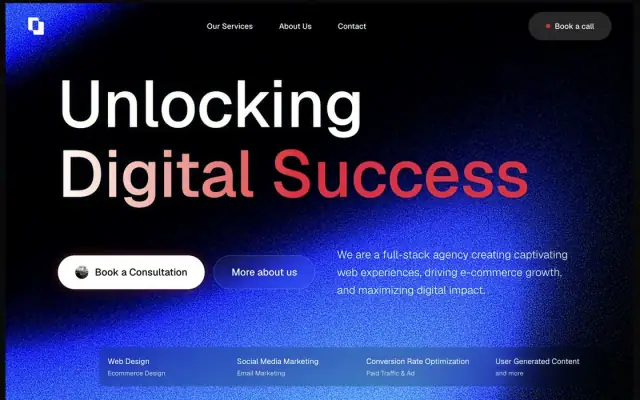 Our Services
About Us
Contact
Book a call
Unlocking
Digital Success
Book a Consultation
More about us
We are a full-stack agency creating captivating
web experiences, driving e-commerce growth,
and maximizing digital impact.
Web Design
Ecommerce Design
Social Media Marketing
Email Marketing
Conversion Rate Optimization
Paid Traffic & Ad
User Generated Content
and more